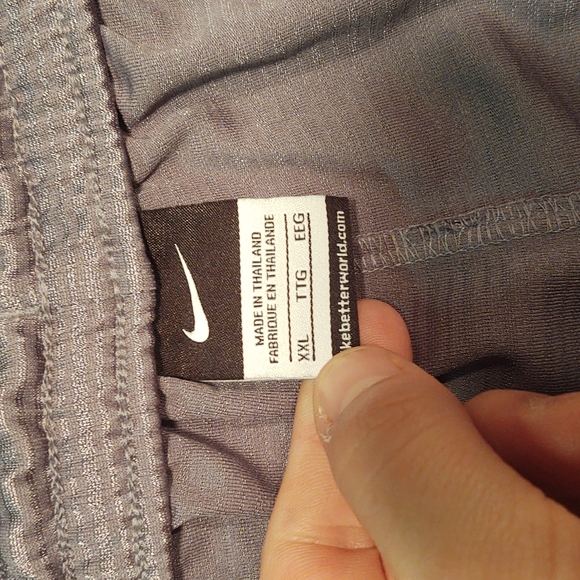 MADE IN THAILAND
FABRIQUE EN THAILANDE
XXL TTG EEG
kebetterworld.com